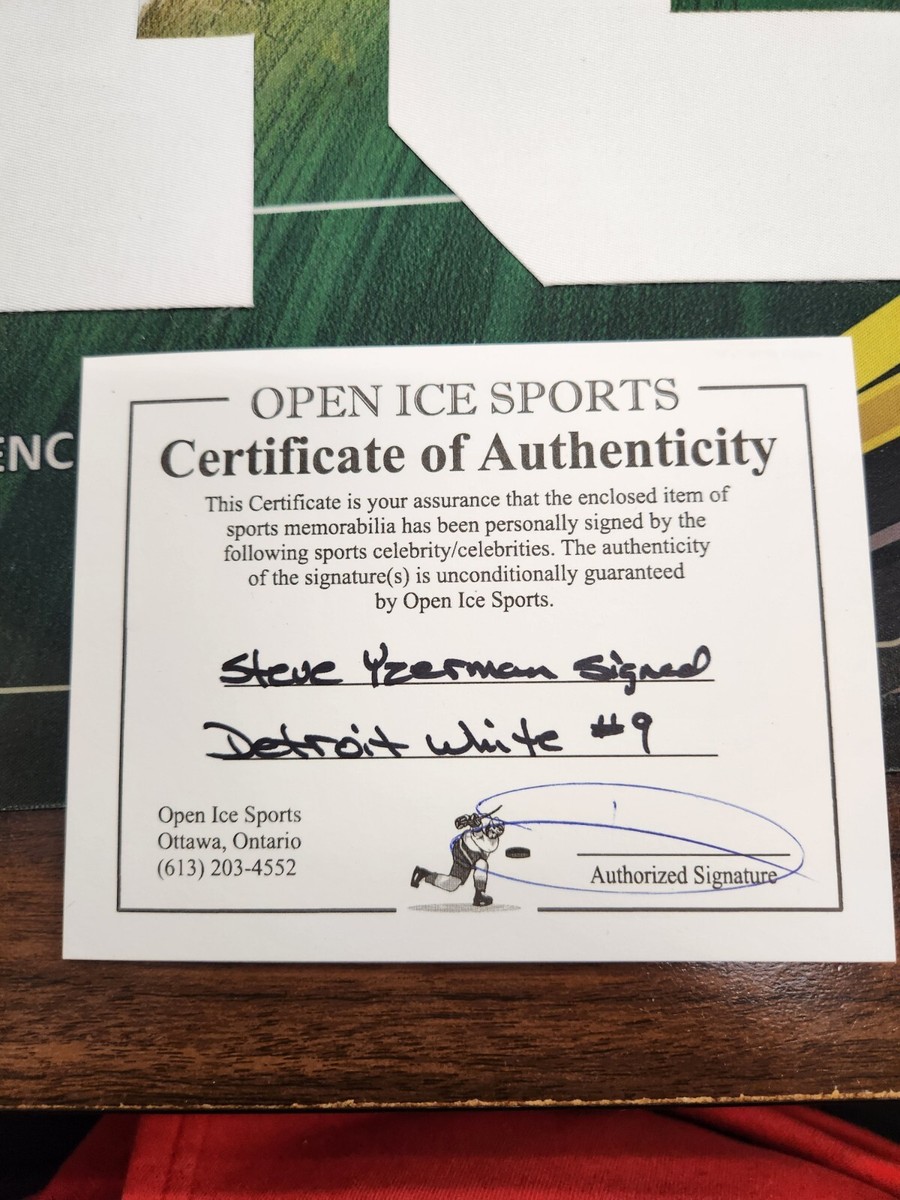 ENC
OPEN ICE SPORTS
Certificate of Authenticity
This Certificate is your assurance that the enclosed item of
sports memorabilia has been personally signed by the
following sports celebrity/celebrities. The authenticity
of the signature(s) is unconditionally guaranteed
by Open Ice Sports.
Steve Yzerman Signed
Detroit White #9
Open Ice Sports
Ottawa, Ontario
(613) 203-4552
Authorized Signature